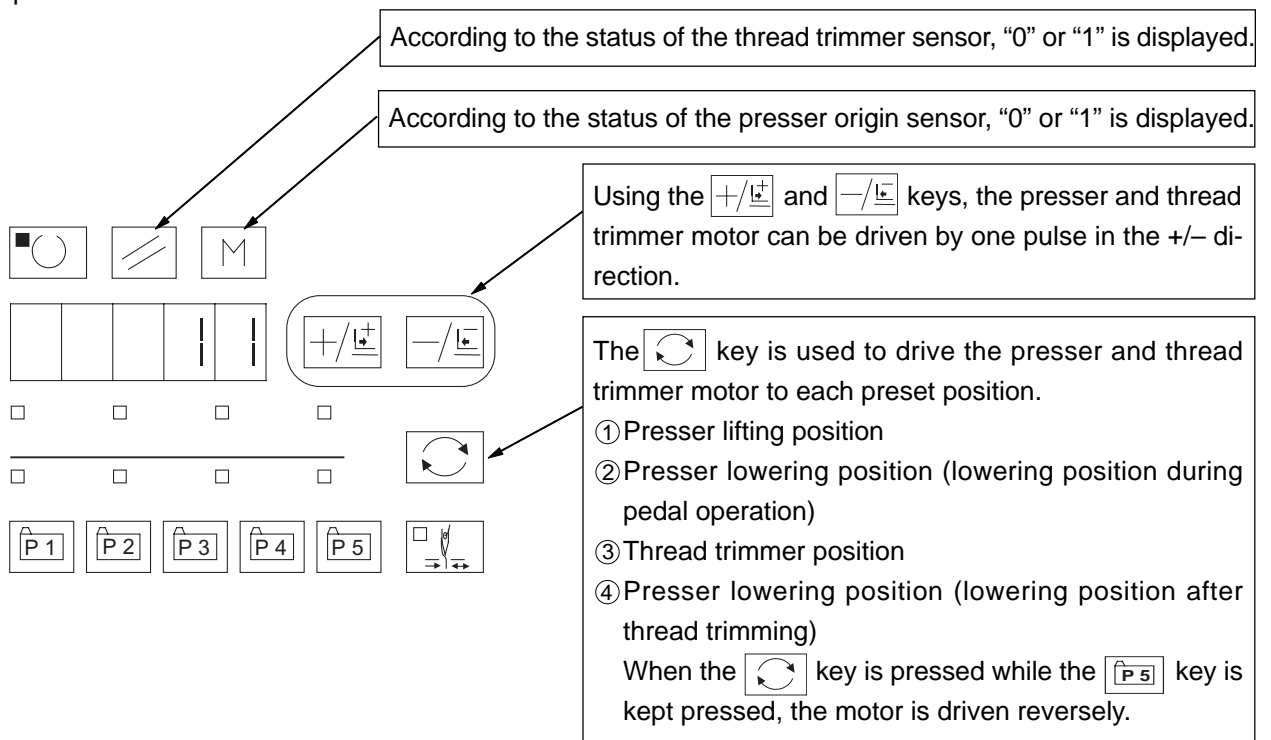 According to the status of the thread trimmer sensor, “0” or “1” is displayed.
According to the status of the presser origin sensor, “0” or “1” is displayed.
Using the +/ and –/ keys, the presser and thread
trimmer motor can be driven by one pulse in the +/– di-
rection.
M
1 1
+/ –/
The key is used to drive the presser and thread
trimmer motor to each preset position.
①Presser lifting position
②Presser lowering position (lowering position during
pedal operation)
③Thread trimmer position
④Presser lowering position (lowering position after
thread trimming)
When the key is pressed while the P5 key is
kept pressed, the motor is driven reversely.
P 1 P 2 P 3 P 4 P 5